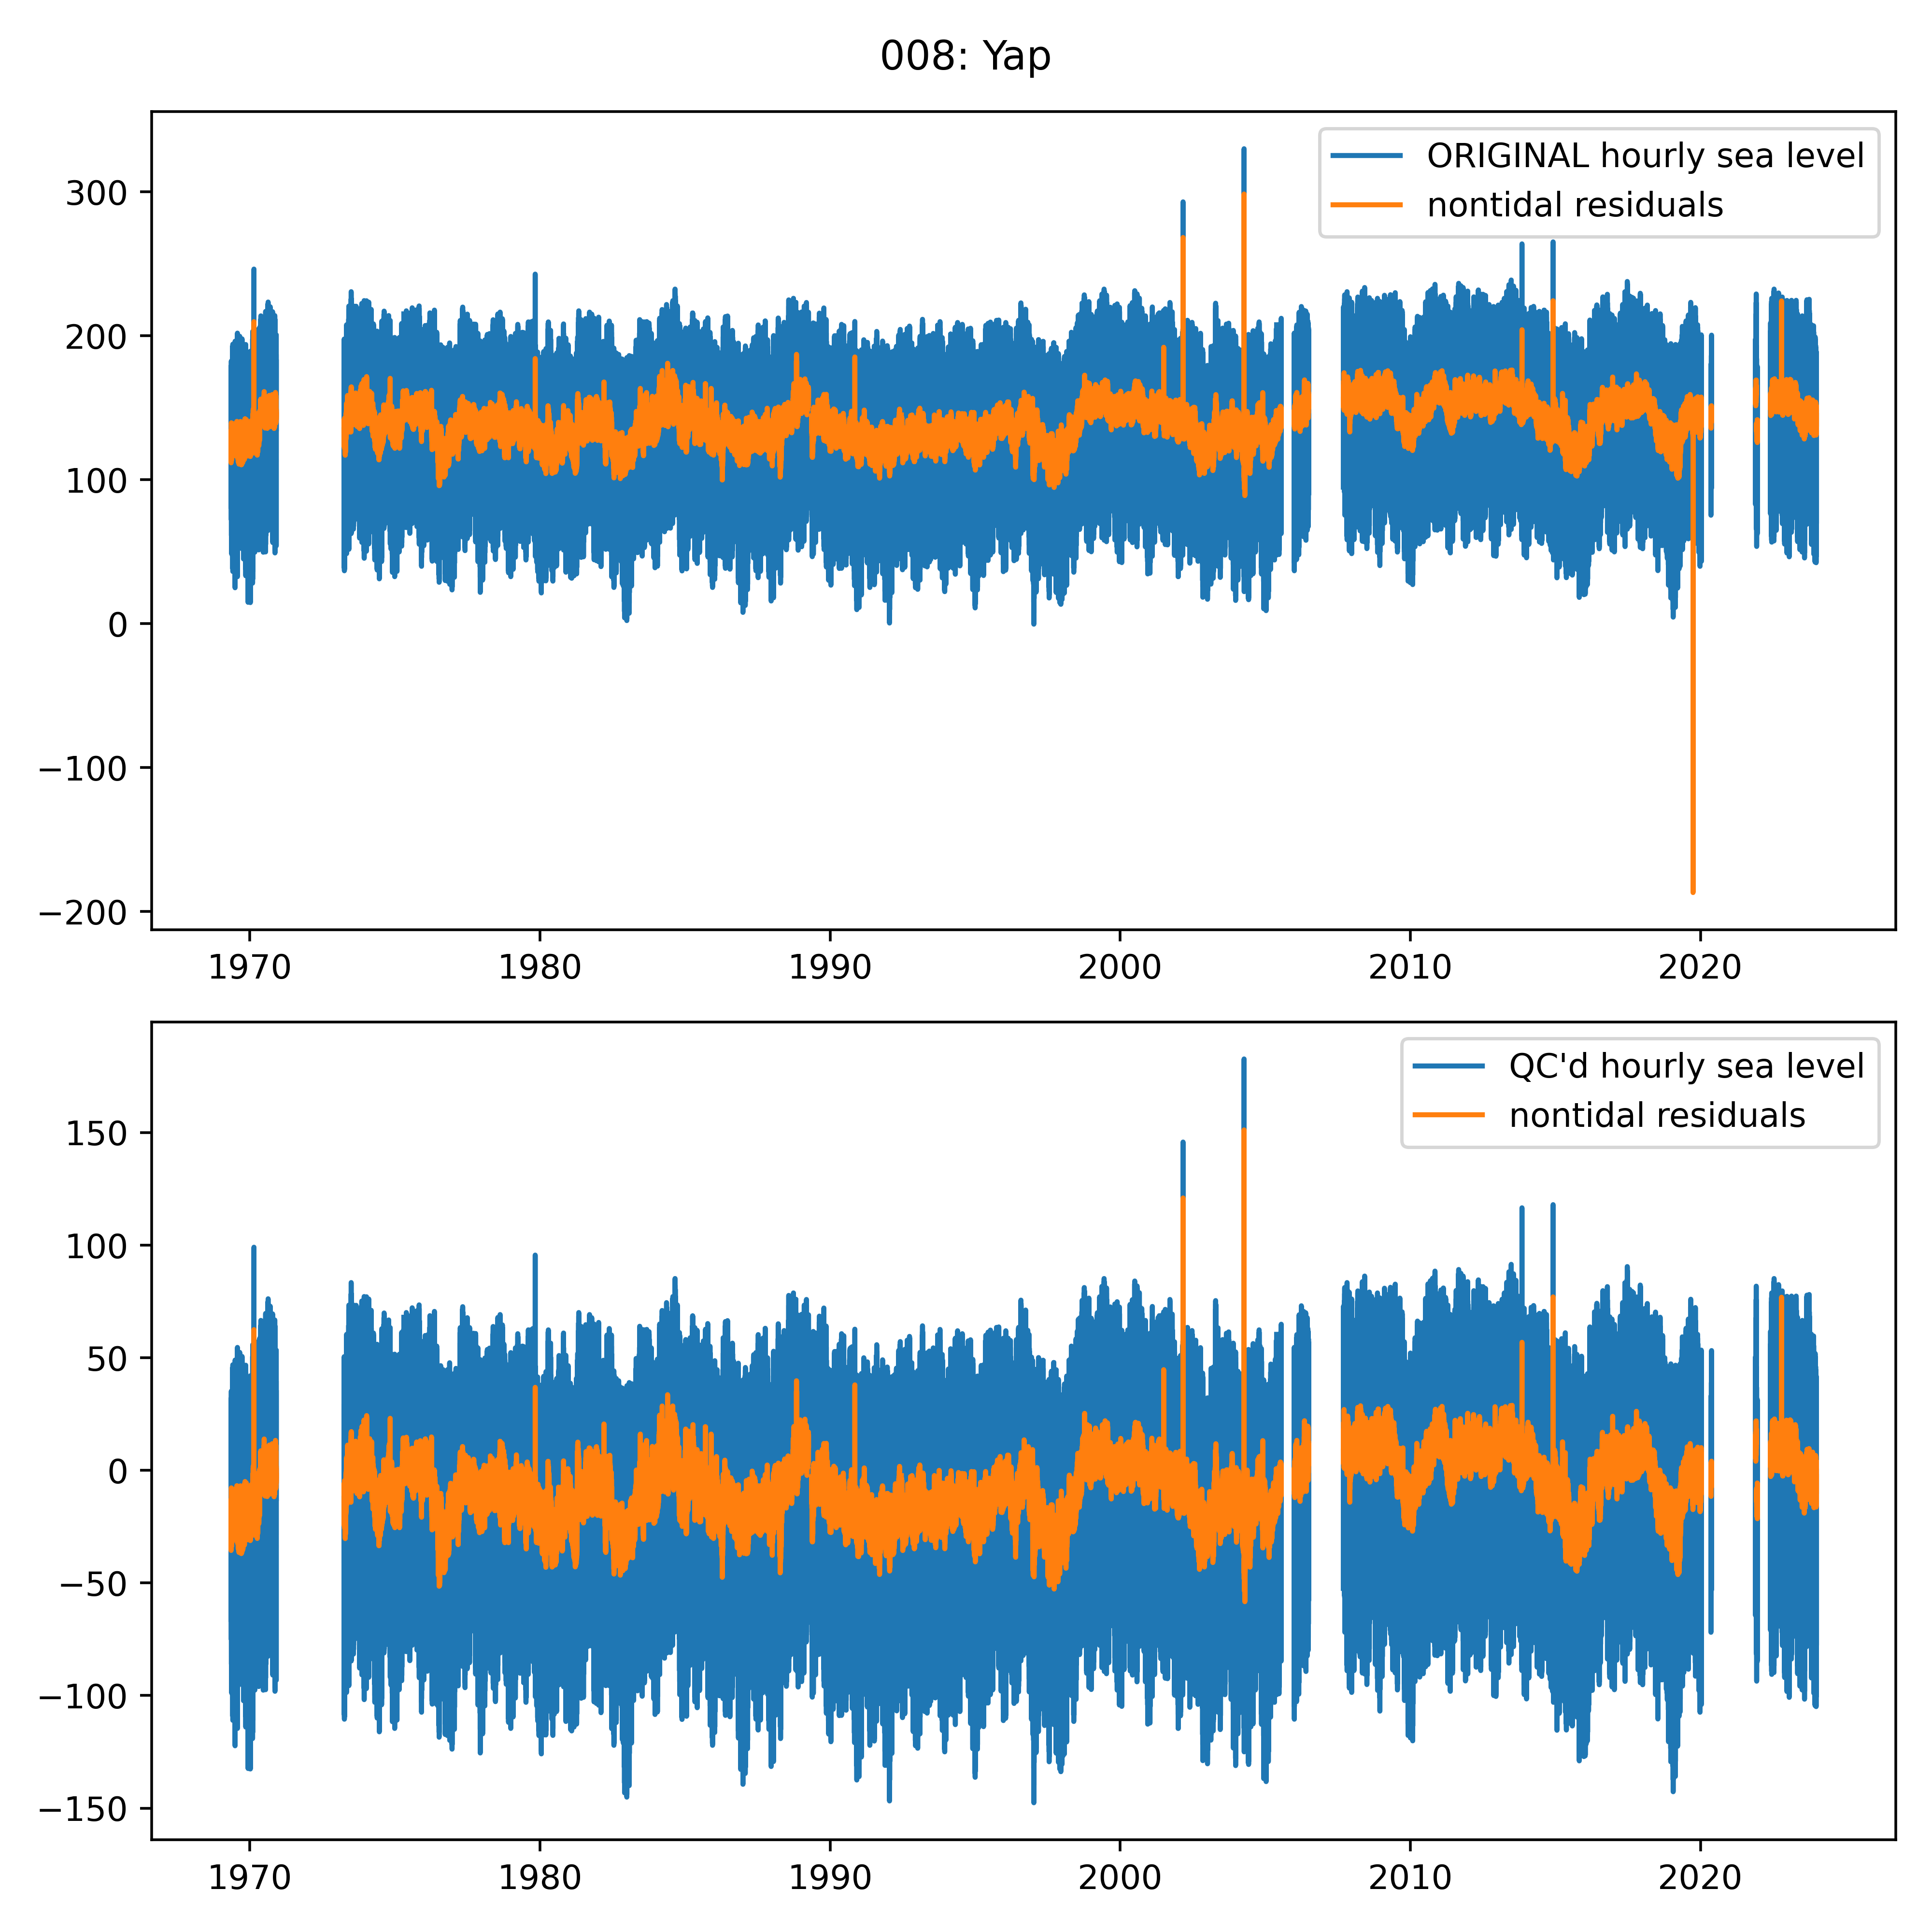 008: Yap
ORIGINAL hourly sea level
nontidal residuals
300
200
100
0
−100
−200
1970 1980 1990 2000 2010 2020
QC'd hourly sea level
nontidal residuals
150
100
50
0
−50
−100
−150
1970 1980 1990 2000 2010 2020